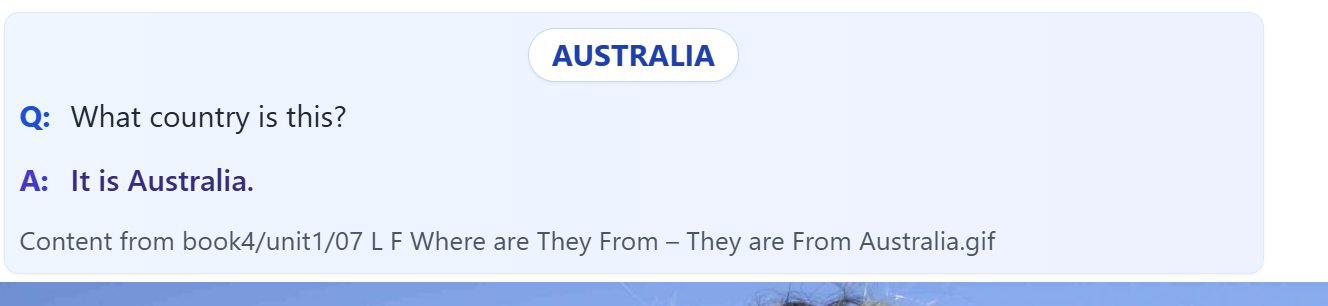 AUSTRALIA
Q: What country is this?
A: It is Australia.
Content from book4/unit1/07 L F Where are They From – They are From Australia.gif